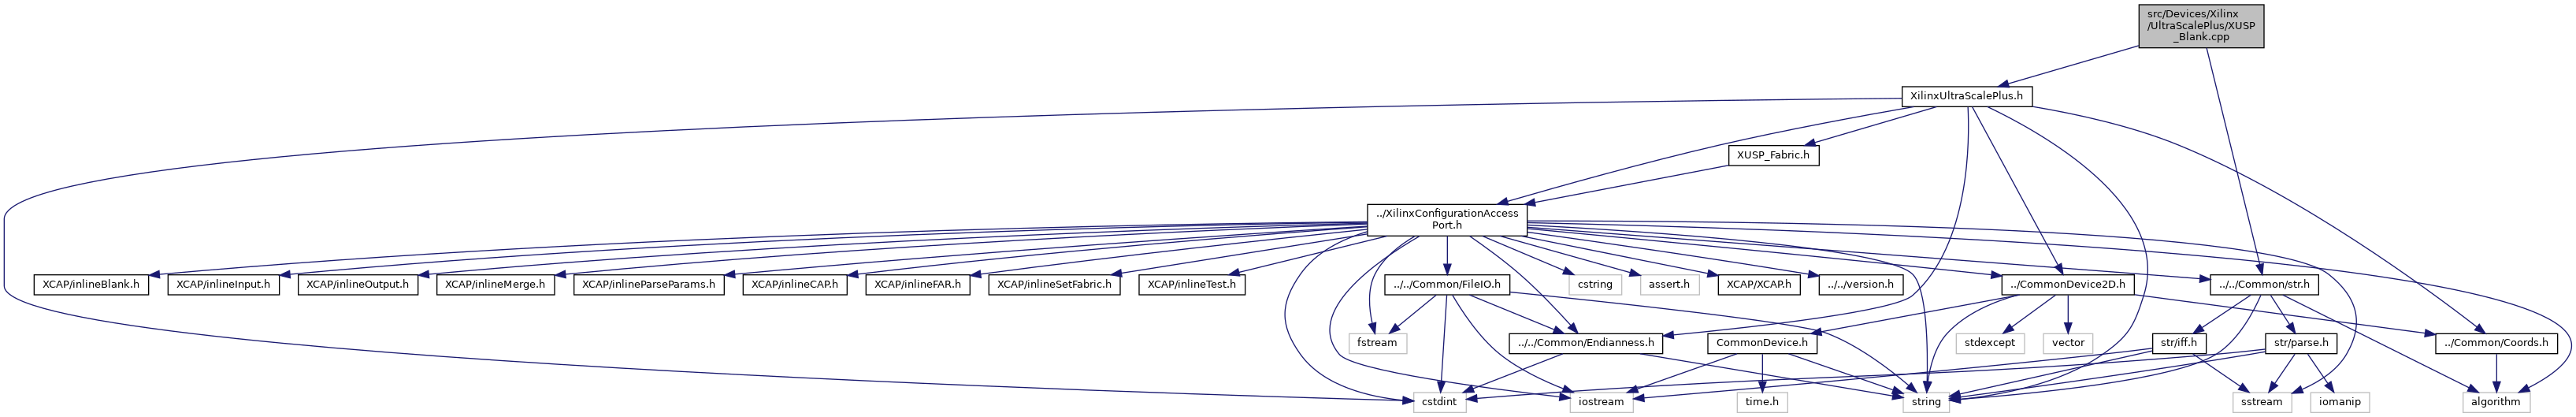 src/Devices/Xilinx
/UltraScalePlus/XUSP
_Blank.cpp
XilinxUltraScalePlus.h
XUSP_Fabric.h
../XilinxConfigurationAccess
Port.h
XCAP/inlineBlank.h
XCAP/inlineInput.h
XCAP/inlineOutput.h
XCAP/inlineMerge.h
XCAP/inlineParseParams.h
XCAP/inlineCAP.h
XCAP/inlineFAR.h
XCAP/inlineSetFabric.h
XCAP/inlineTest.h
../../Common/FileIO.h
cstring
assert.h
XCAP/XCAP.h
../../version.h
../CommonDevice2D.h
../../Common/str.h
fstream
../../Common/Endianness.h
CommonDevice.h
stdexcept
vector
str/iff.h
str/parse.h
../Common/Coords.h
cstdint
iostream
time.h
string
sstream
iomanip
algorithm